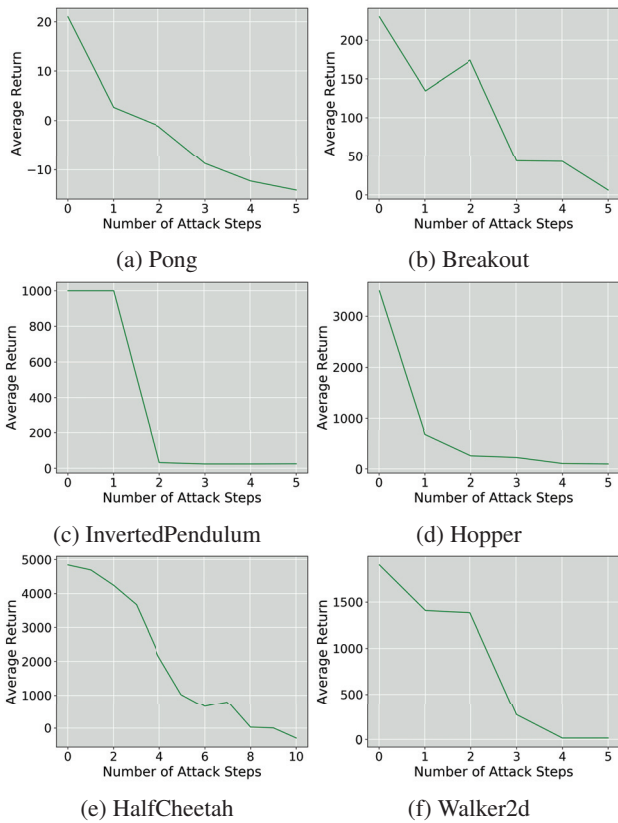 20
10
0
−10
Average Return
0 1 2 3 4 5
Number of Attack Steps
(a) Pong
200
150
100
50
0
Average Return
0 1 2 3 4 5
Number of Attack Steps
(b) Breakout
1000
800
600
400
200
0
Average Return
0 1 2 3 4 5
Number of Attack Steps
(c) InvertedPendulum
3000
2000
1000
0
Average Return
0 1 2 3 4 5
Number of Attack Steps
(d) Hopper
5000
4000
3000
2000
1000
0
Average Return
0 2 4 6 8 10
Number of Attack Steps
(e) HalfCheetah
1500
1000
500
0
Average Return
0 1 2 3 4 5
Number of Attack Steps
(f) Walker2d